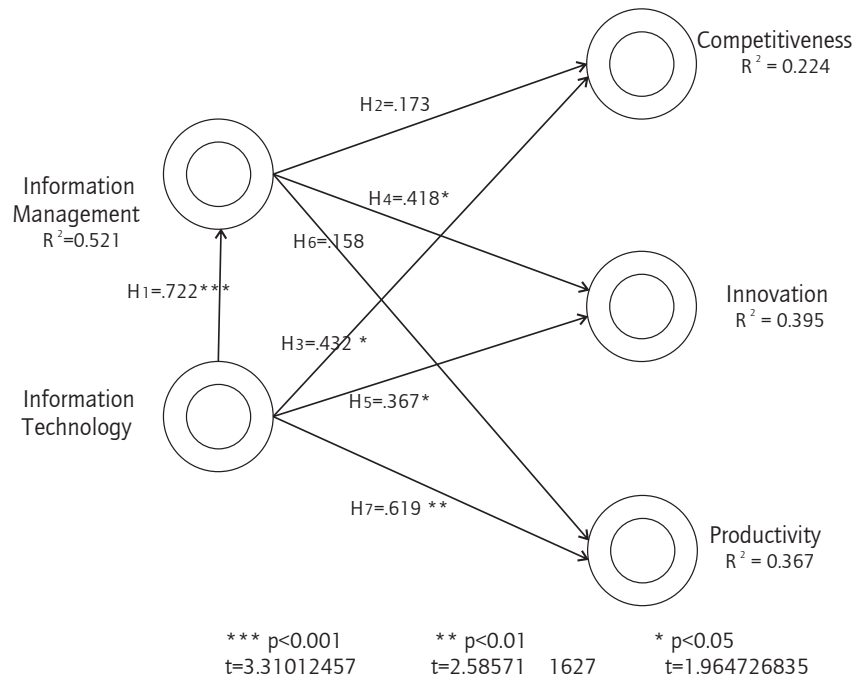 Competitiveness
R² = 0.224
H2=.173
Information
Management
R²=0.521
H4=.418*
H6=.158
H1=.722***
Innovation
R² = 0.395
H3=.432 *
Information
Technology
H5=.367*
H7=.619 **
Productivity
R² = 0.367
*** p<0.001 ** p<0.01 * p<0.05
t=3.31012457 t=2.58571 1627 t=1.964726835